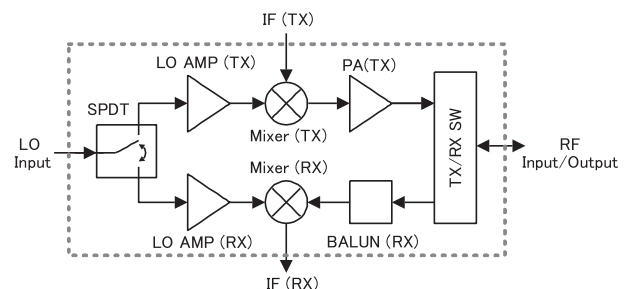 IF (TX)
LO AMP (TX)
PA(TX)
SPDT
Mixer (TX)
LO
Input
TX/RX SW
RF
Input/Output
Mixer (RX)
LO AMP (RX)
BALUN (RX)
IF (RX)